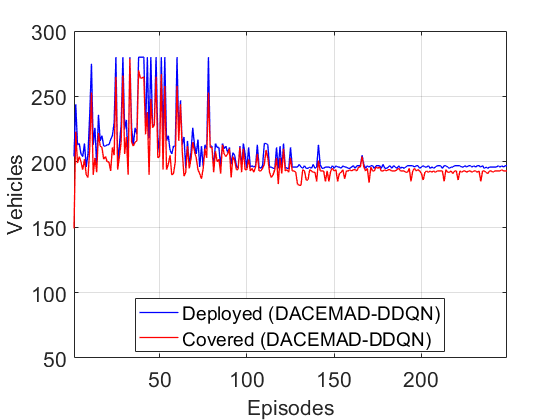 300
250
200
150
100
50
Vehicles
Deployed (DACEMAD-DDQN)
Covered (DACEMAD-DDQN)
50 100 150 200
Episodes